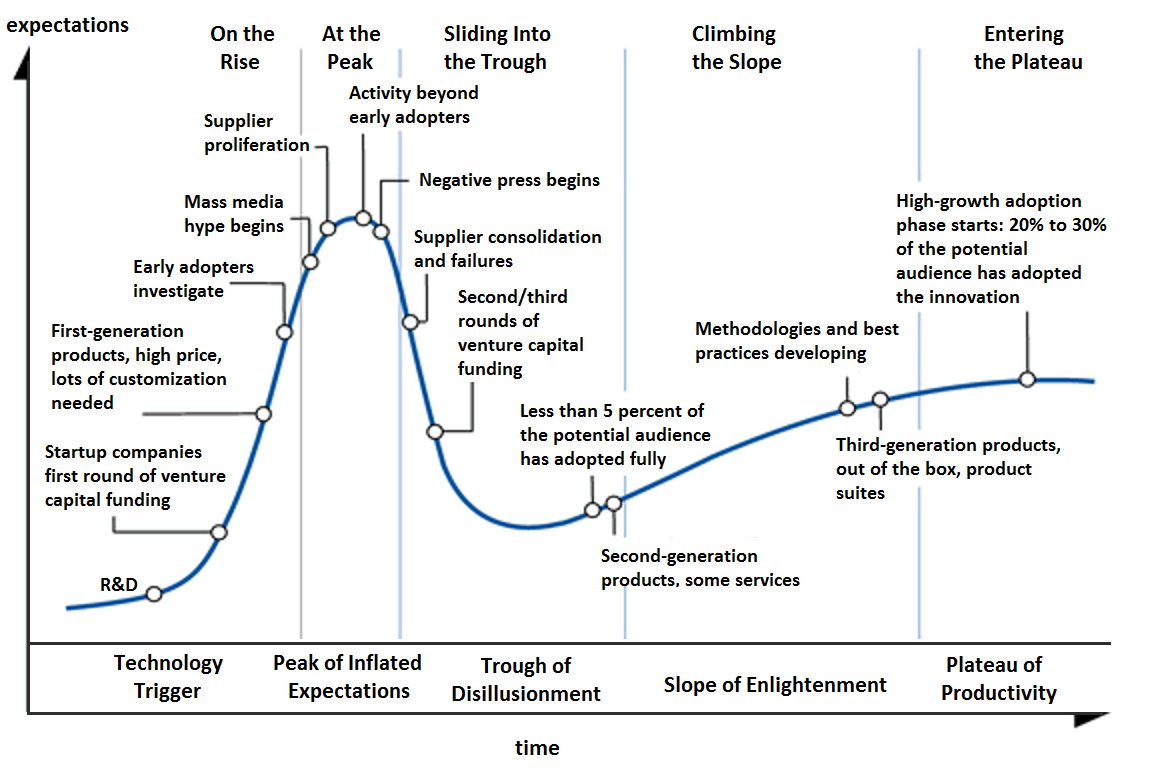 expectations
On the
Rise
At the
Peak
Sliding Into
the Trough
Climbing
the Slope
Entering
the Plateau
Activity beyond
early adopters
Supplier
proliferation
Negative press begins
Mass media
hype begins
High-growth adoption
phase starts: 20% to 30%
of the potential
audience has adopted
the innovation
Supplier consolidation
and failures
Early adopters
investigate
Second/third
rounds of
venture capital
funding
First-generation
products, high price,
lots of customization
needed
Methodologies and best
practices developing
Less than 5 percent of
the potential audience
has adopted fully
Third-generation products,
out of the box, product
suites
Startup companies
first round of venture
capital funding
Second-generation
products, some services
R&D
Technology
Trigger
Peak of Inflated
Expectations
Trough of
Disillusionment
Slope of Enlightenment
Plateau of
Productivity
time